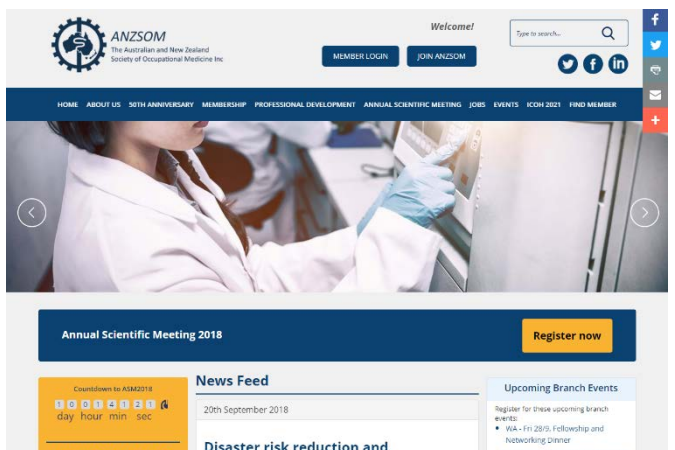 ANZSOM
The Australian and New Zealand
Society of Occupational Medicine Inc
Welcome!
MEMBER LOGIN
JOIN ANZSOM
Type to search...
HOME ABOUT US 50TH ANNIVERSARY MEMBERSHIP PROFESSIONAL DEVELOPMENT ANNUAL SCIENTIFIC MEETING JOBS EVENTS ICOH 2021 FIND MEMBER
Annual Scientific Meeting 2018
Register now
Countdown to ASM2018
day hour min sec
News Feed
20th September 2018
Disaster risk reduction and
Upcoming Branch Events
Register for these upcoming branch
events:
WA - Fri 28/9, Fellowship and
Networking Dinner